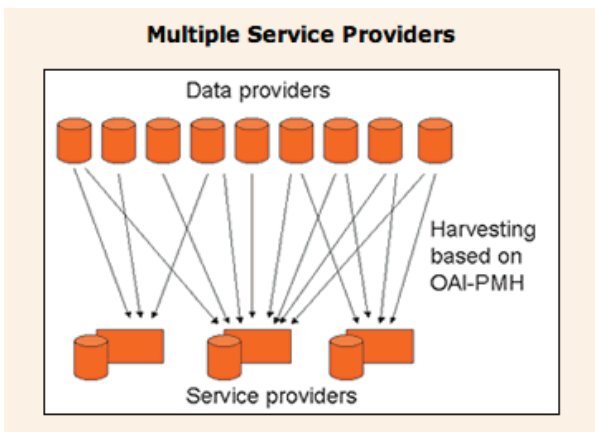 Multiple Service Providers
Data providers
Harvesting
based on
OAI-PMH
Service providers